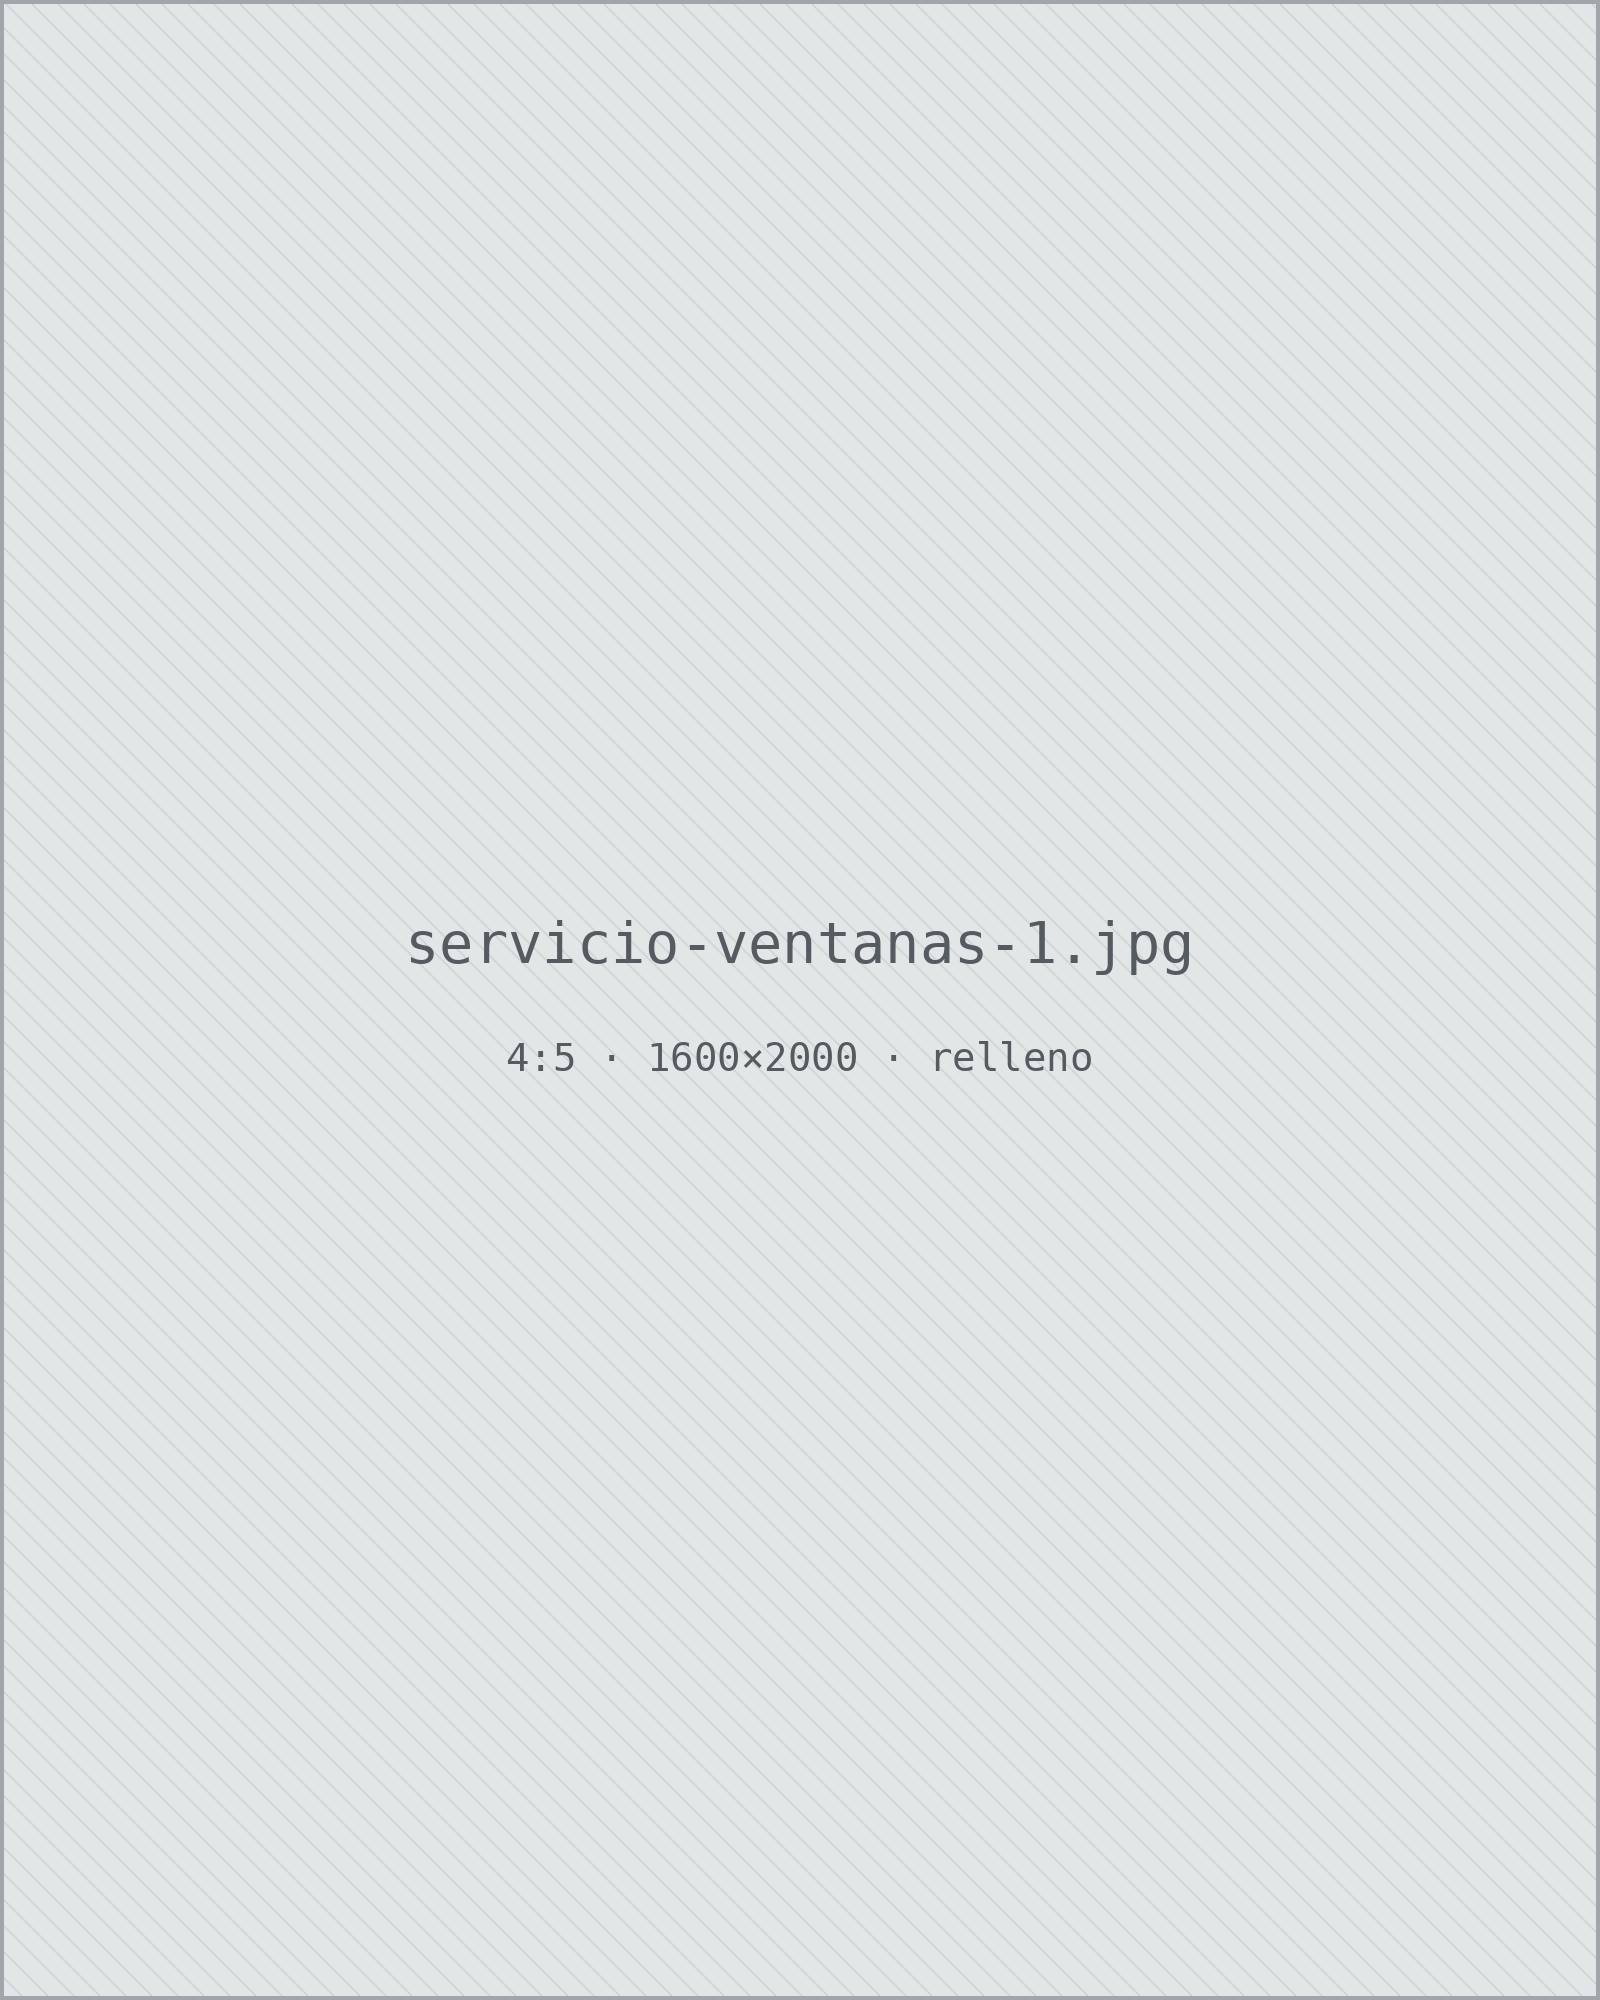 servicio-ventanas-1.jpg
4:5 · 1600×2000 · relleno